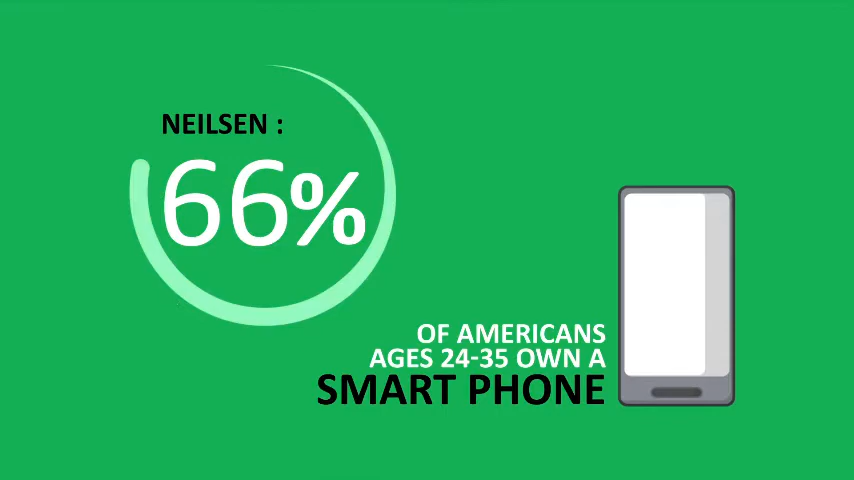 NEILSEN :
66%
OF AMERICANS
AGES 24-35 OWN A
SMART PHONE